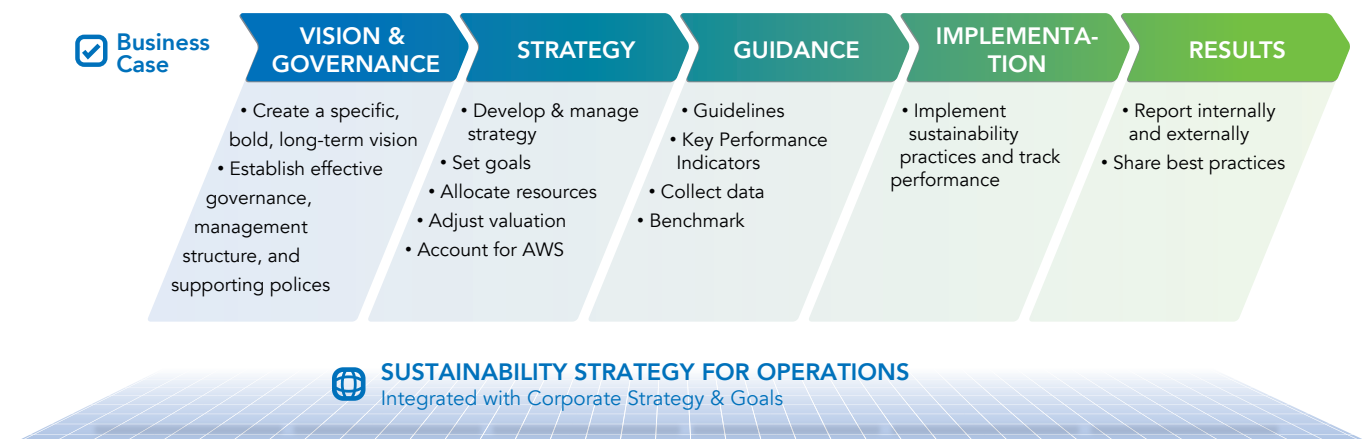 Business
Case
VISION &
GOVERNANCE
STRATEGY
GUIDANCE
IMPLEMENTA-
TION
RESULTS
• Create a specific,
bold, long-term vision
• Establish effective
governance,
management
structure, and
supporting polices
• Develop & manage
strategy
• Set goals
• Allocate resources
• Adjust valuation
• Account for AWS
• Guidelines
• Key Performance
Indicators
• Collect data
• Benchmark
• Implement
sustainability
practices and track
performance
• Report internally
and externally
• Share best practices
SUSTAINABILITY STRATEGY FOR OPERATIONS
Integrated with Corporate Strategy & Goals